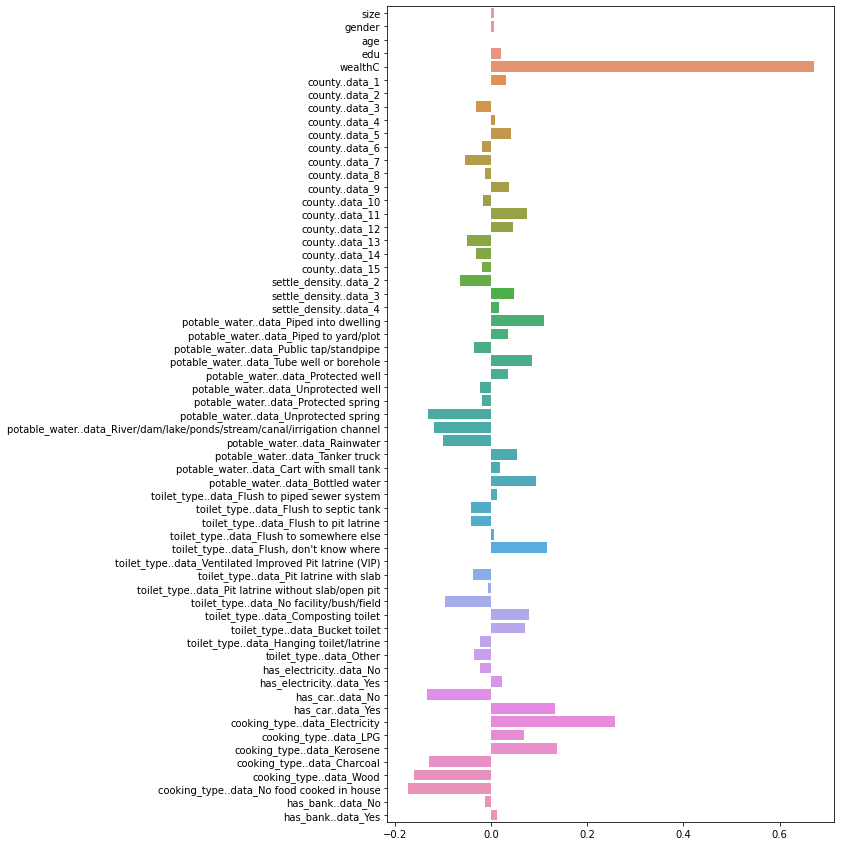 size
gender
age
edu
wealthC
county..data_1
county..data_2
county..data_3
county..data_4
county..data_5
county..data_6
county..data_7
county..data_8
county..data_9
county..data_10
county..data_11
county..data_12
county..data_13
county..data_14
county..data_15
settle_density..data_2
settle_density..data_3
settle_density..data_4
potable_water..data_Piped into dwelling
potable_water..data_Piped to yard/plot
potable_water..data_Public tap/standpipe
potable_water..data_Tube well or borehole
potable_water..data_Protected well
potable_water..data_Unprotected well
potable_water..data_Protected spring
potable_water..data_Unprotected spring
potable_water..data_River/dam/lake/ponds/stream/canal/irrigation channel
potable_water..data_Rainwater
potable_water..data_Tanker truck
potable_water..data_Cart with small tank
potable_water..data_Bottled water
toilet_type..data_Flush to piped sewer system
toilet_type..data_Flush to septic tank
toilet_type..data_Flush to pit latrine
toilet_type..data_Flush to somewhere else
toilet_type..data_Flush, don't know where
toilet_type..data_Ventilated Improved Pit latrine (VIP)
toilet_type..data_Pit latrine with slab
toilet_type..data_Pit latrine without slab/open pit
toilet_type..data_No facility/bush/field
toilet_type..data_Composting toilet
toilet_type..data_Bucket toilet
toilet_type..data_Hanging toilet/latrine
toilet_type..data_Other
has_electricity..data_No
has_electricity..data_Yes
has_car..data_No
has_car..data_Yes
cooking_type..data_Electricity
cooking_type..data_LPG
cooking_type..data_Kerosene
cooking_type..data_Charcoal
cooking_type..data_Wood
cooking_type..data_No food cooked in house
has_bank..data_No
has_bank..data_Yes
−0.2 0.0 0.2 0.4 0.6